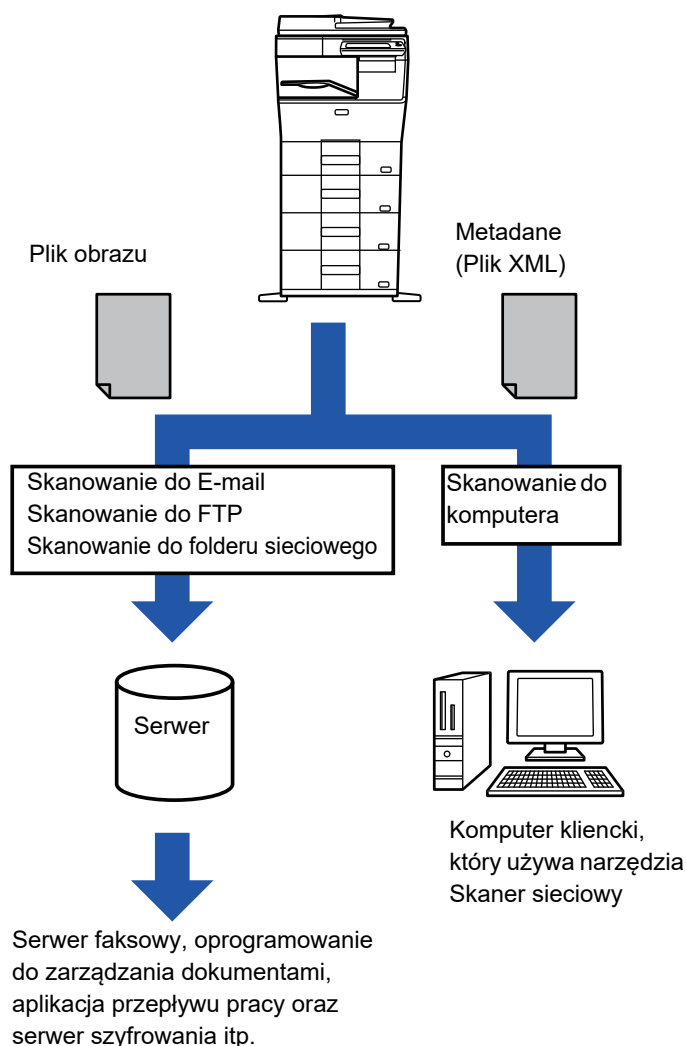 Plik obrazu
Metadane
(Plik XML)
Skanowanie do E-mail
Skanowanie do FTP
Skanowanie do folderu sieciowego
Skanowanie do
komputera
Serwer
Komputer kliencki,
który używa narzędzia
Skaner sieciowy
Serwer faksowy, oprogramowanie
do zarządzania dokumentami,
aplikacja przepływu pracy oraz
serwer szyfrowania itp.